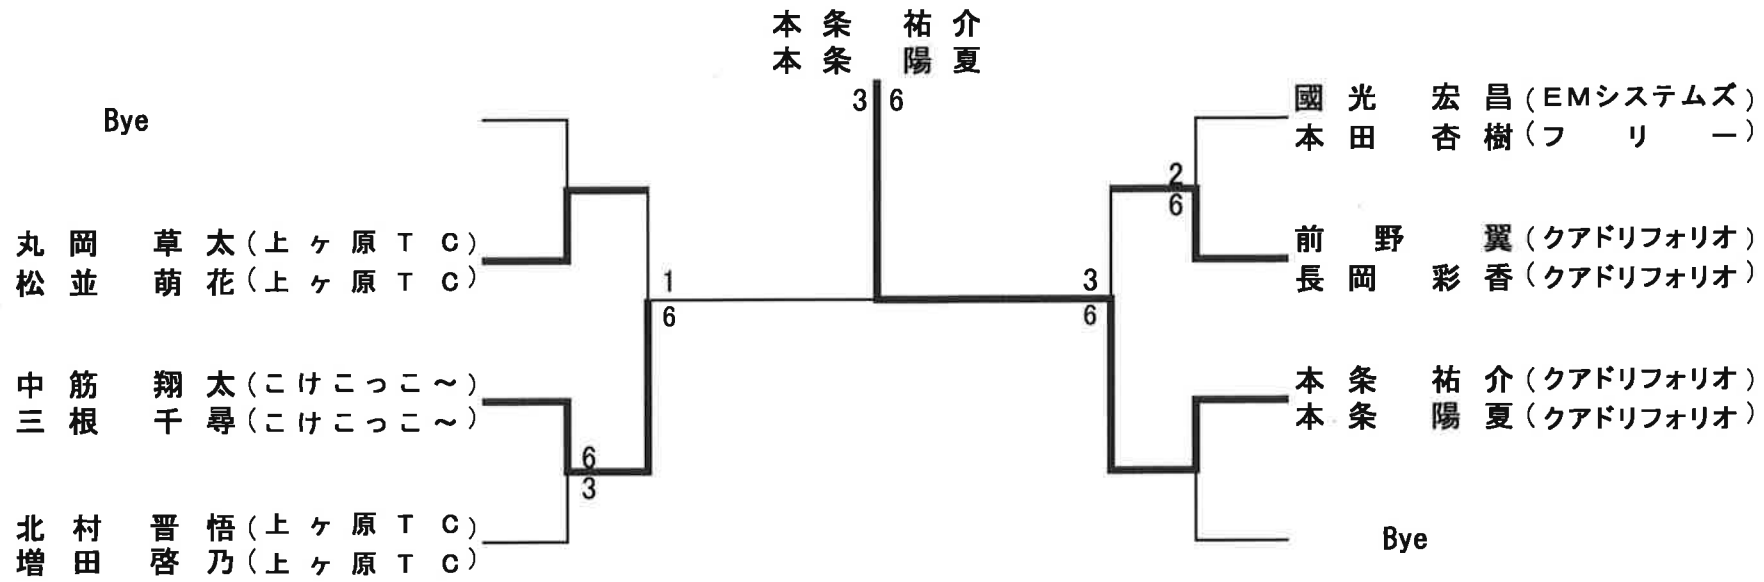 本条 祐介
本条 陽夏
3 6
Bye
丸岡 草太(上ヶ原TC)
松並 萌花(上ヶ原TC)
1
6
中筋 翔太(こけこっこ～)
三根 千尋(こけこっこ～)
6
3
北村 晋悟(上ヶ原TC)
増田 啓乃(上ヶ原TC)
國光 宏昌(EMシステムズ)
本田 杏樹(フリー)
2
6
前野 翼(クアドリフォリオ)
長岡 彩香(クアドリフォリオ)
3
6
本条 祐介(クアドリフォリオ)
本条 陽夏(クアドリフォリオ)
Bye